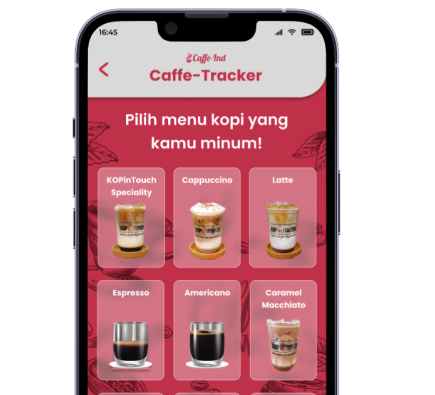 16:45
Caffe-Ind
Caffe-Tracker
Pilih menu kopi yang
kamu minum!
KOPinTouch
Speciality
Cappuccino
Latte
Espresso
Americano
Caramel
Macchiato